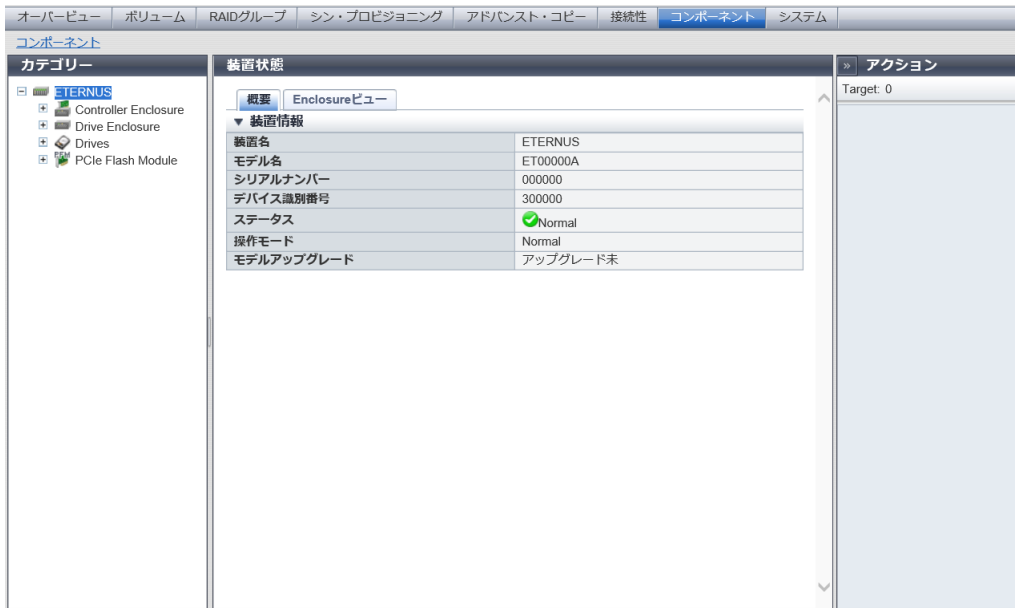 オーバービュー ボリューム RAIDグループ シン・プロビジョニング アドバンスト・コピー 接続性 コンポーネント システム
コンポーネント
カテゴリー
ETERNUS
Controller Enclosure
Drive Enclosure
Drives
PCIe Flash Module
装置状態
概要 Enclosureビュー
▼ 装置情報
装置名 ETERNUS
モデル名 ET00000A
シリアルナンバー 000000
デバイス識別番号 300000
ステータス Normal
操作モード Normal
モデルアップグレード アップグレード未
» アクション
Target: 0